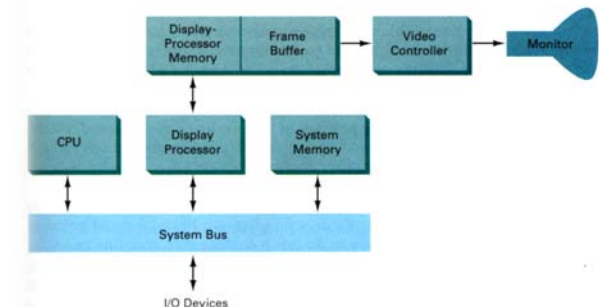 Display-
Processor
Memory
Frame
Buffer
Video
Controller
Monitor
CPU
Display
Processor
System
Memory
System Bus
I/O Devices